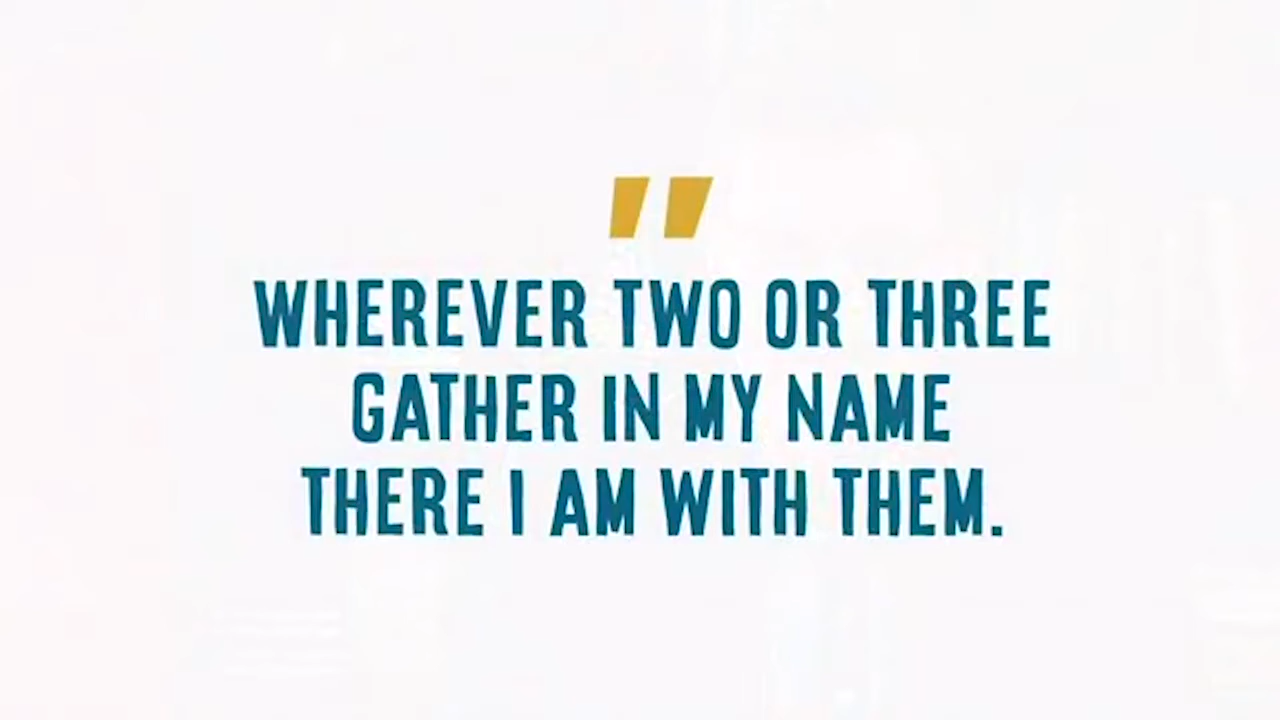 "
WHEREVER TWO OR THREE
GATHER IN MY NAME
THERE I AM WITH THEM.